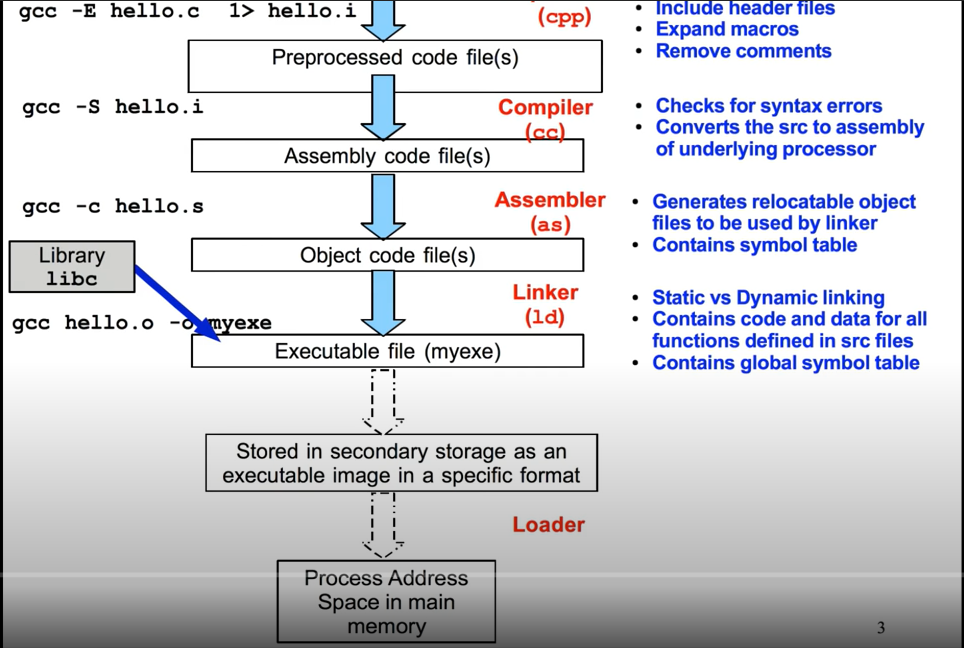 gcc -E hello.c 1> hello.i
(cpp)
• Include header files
• Expand macros
• Remove comments
Preprocessed code file(s)
gcc -S hello.i
Compiler
(cc)
• Checks for syntax errors
• Converts the src to assembly
of underlying processor
Assembly code file(s)
gcc -c hello.s
Assembler
(as)
• Generates relocatable object
files to be used by linker
• Contains symbol table
Object code file(s)
Library
libc
Linker
(ld)
• Static vs Dynamic linking
• Contains code and data for all
functions defined in src files
• Contains global symbol table
gcc hello.o -o myexe
Executable file (myexe)
Stored in secondary storage as an
executable image in a specific format
Loader
Process Address
Space in main
memory
3